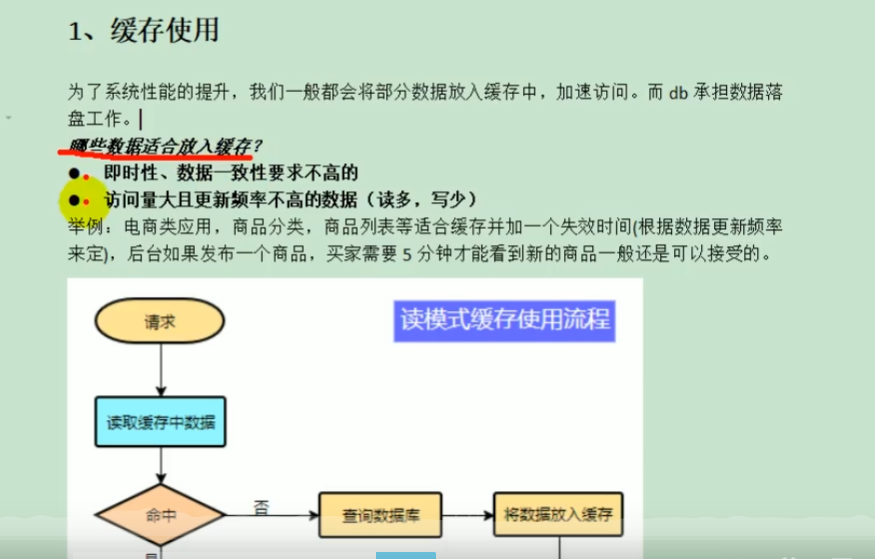 1、缓存使用
为了系统性能的提升，我们一般都会将部分数据放入缓存中，加速访问。而 db 承担数据落
盘工作。
哪些数据适合放入缓存？
● 即时性、数据一致性要求不高的
● 访问量大且更新频率不高的数据（读多，写少）
举例：电商类应用，商品分类，商品列表等适合缓存并加一个失效时间(根据数据更新频率
来定)，后台如果发布一个商品，买家需要 5 分钟才能看到新的商品一般还是可以接受的。
读模式缓存使用流程
请求
读取缓存中数据
命中
否
查询数据库
将数据放入缓存